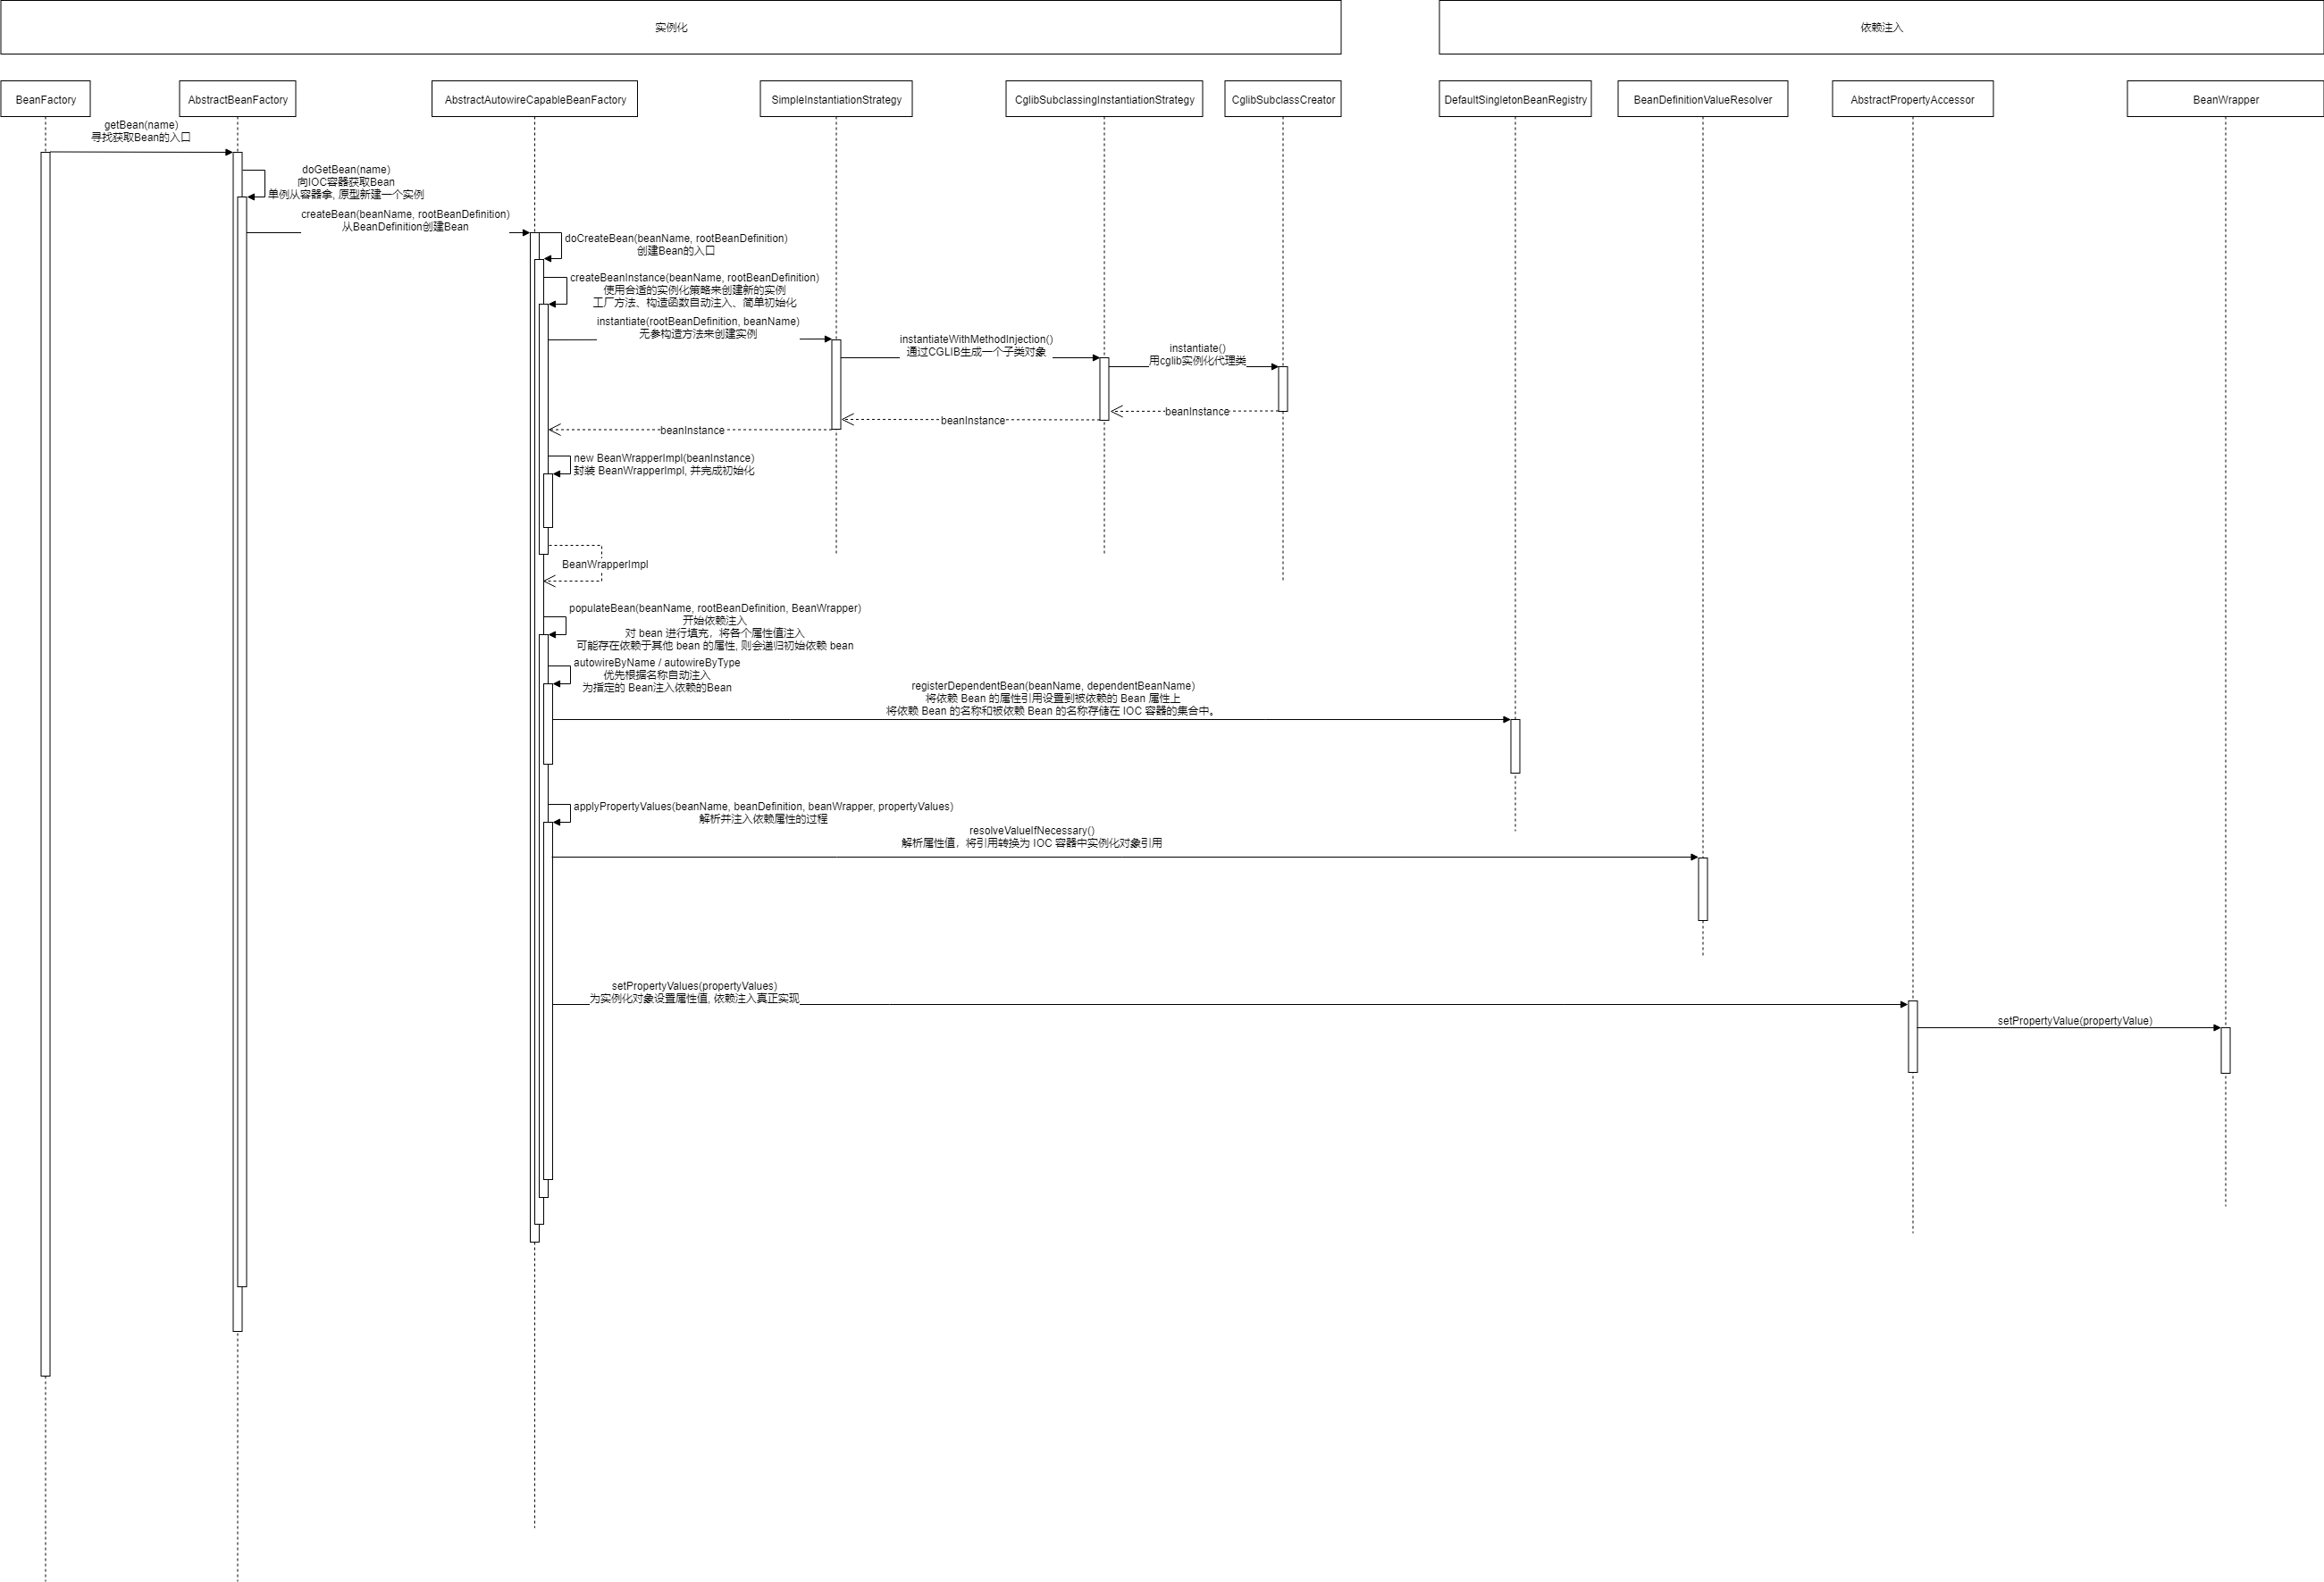 实例化
依赖注入
BeanFactory
AbstractBeanFactory
AbstractAutowireCapableBeanFactory
SimpleInstantiationStrategy
CglibSubclassingInstantiationStrategy
CglibSubclassCreator
DefaultSingletonBeanRegistry
BeanDefinitionValueResolver
AbstractPropertyAccessor
BeanWrapper
getBean(name)
寻找获取Bean的入口
doGetBean(name)
向IOC容器获取Bean
单例从容器拿, 原型新建一个实例
createBean(beanName, rootBeanDefinition)
从BeanDefinition创建Bean
doCreateBean(beanName, rootBeanDefinition)
创建Bean的入口
createBeanInstance(beanName, rootBeanDefinition)
使用合适的实例化策略来创建新的实例
工厂方法、构造函数自动注入、简单初始化
instantiate(rootBeanDefinition, beanName)
无参构造方法来创建实例
instantiateWithMethodInjection()
通过CGLIB生成一个子类对象
instantiate()
用cglib实例化代理类
beanInstance
beanInstance
beanInstance
new BeanWrapperImpl(beanInstance)
封装 BeanWrapperImpl, 并完成初始化
BeanWrapperImpl
populateBean(beanName, rootBeanDefinition, BeanWrapper)
开始依赖注入
对 bean 进行填充，将各个属性值注入
可能存在依赖于其他 bean 的属性, 则会递归初始依赖 bean
autowireByName / autowireByType
优先根据名称自动注入
为指定的 Bean注入依赖的Bean
registerDependentBean(beanName, dependentBeanName)
将依赖 Bean 的属性引用设置到被依赖的 Bean 属性上
将依赖 Bean 的名称和被依赖 Bean 的名称存储在 IOC 容器的集合中。
applyPropertyValues(beanName, beanDefinition, beanWrapper, propertyValues)
解析并注入依赖属性的过程
resolveValueIfNecessary()
解析属性值，将引用转换为 IOC 容器中实例化对象引用
setPropertyValues(propertyValues)
为实例化对象设置属性值, 依赖注入真正实现
setPropertyValue(propertyValue)